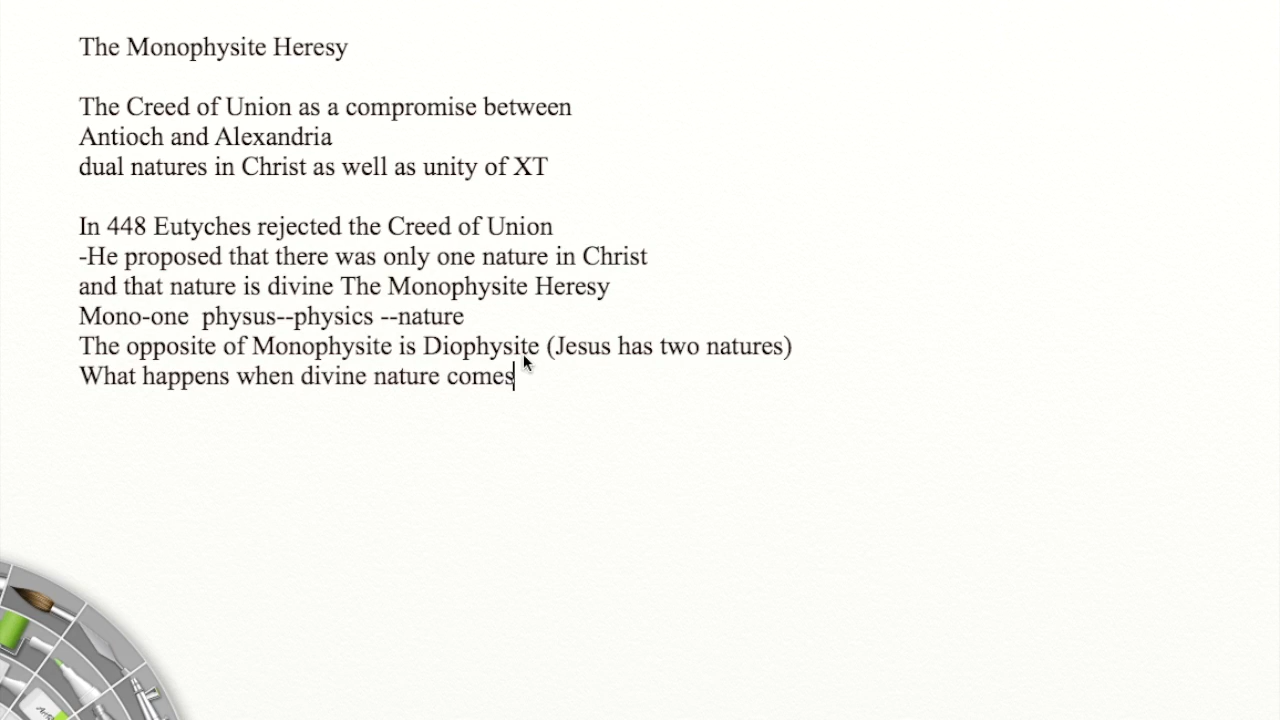 The Monophysite Heresy
The Creed of Union as a compromise between
Antioch and Alexandria
dual natures in Christ as well as unity of XT
In 448 Eutyches rejected the Creed of Union
-He proposed that there was only one nature in Christ
and that nature is divine The Monophysite Heresy
Mono-one  physus--physics --nature
The opposite of Monophysite is Diophysite (Jesus has two natures)
What happens when divine nature comes